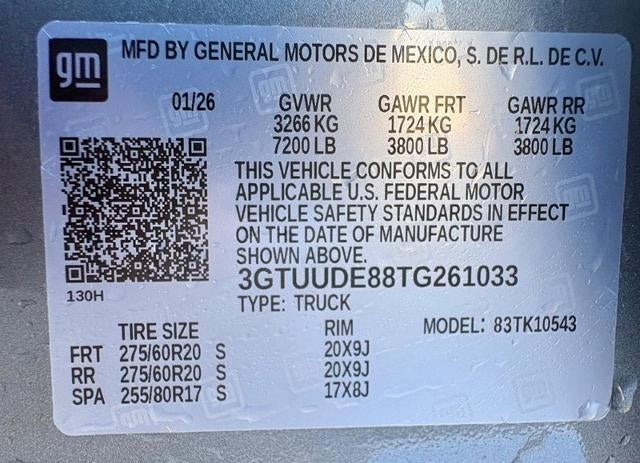 gm
MFD BY GENERAL MOTORS DE MEXICO, S. DE R.L. DE C.V.
01/26 GVWR GAWR FRT GAWR RR
3266 KG 1724 KG 1724 KG
7200 LB 3800 LB 3800 LB
THIS VEHICLE CONFORMS TO ALL
APPLICABLE U.S. FEDERAL MOTOR
VEHICLE SAFETY STANDARDS IN EFFECT
ON THE DATE OF MANUFACTURE
SHOWN ABOVE.
3GTUUDE88TG261033
130H
TYPE: TRUCK
TIRE SIZE RIM MODEL: 83TK10543
FRT 275/60R20 S 20X9J
RR 275/60R20 S 20X9J
SPA 255/80R17 S 17X8J